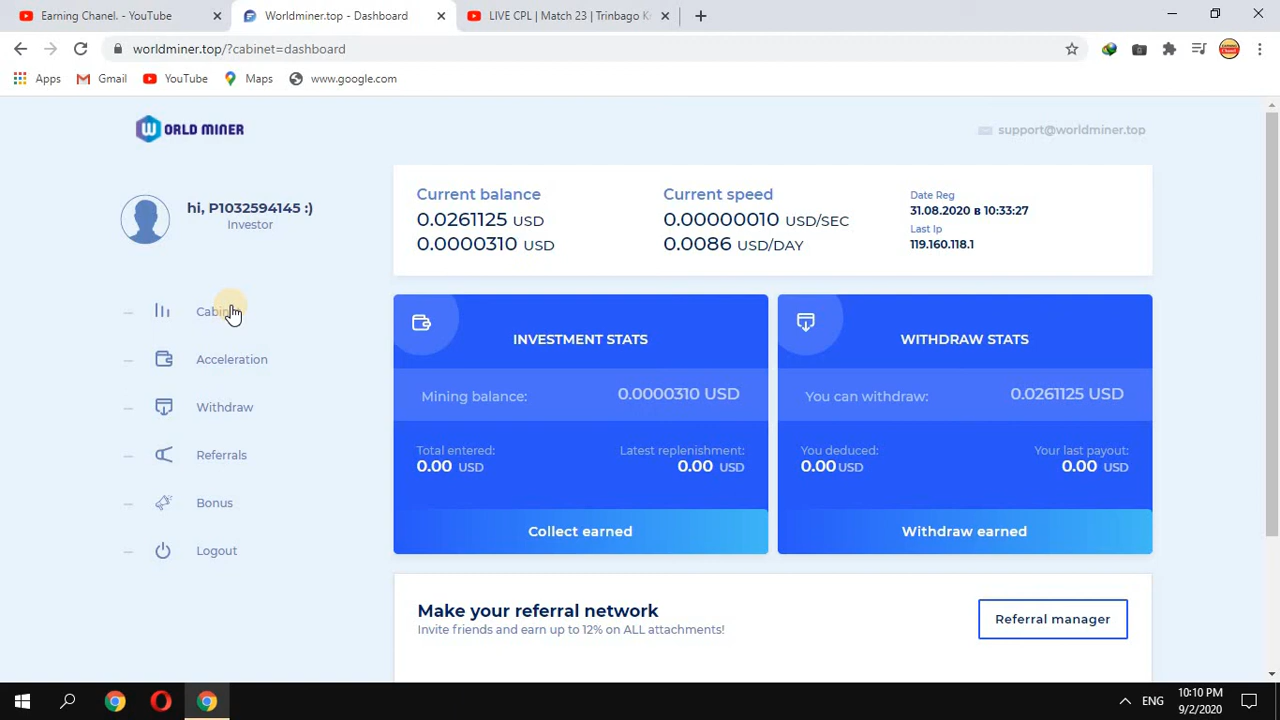 Earning Chanel. - YouTube
Worldminer.top - Dashboard
LIVE CPL | Match 23 | Trinbago K
worldminer.top/?cabinet=dashboard
Apps
Gmail
YouTube
Maps
www.google.com
WORLD MINER
support@worldminer.top
hi, P1032594145 :)
Investor
Cabin
Acceleration
Withdraw
Referrals
Bonus
Logout
Current balance
0.0261125 USD
0.0000310 USD
Current speed
0.00000010 USD/SEC
0.0086 USD/DAY
Date Reg
31.08.2020 в 10:33:27
Last Ip
119.160.118.1
INVESTMENT STATS
Mining balance: 0.0000310 USD
Total entered: Latest replenishment:
0.00 USD 0.00 USD
Collect earned
WITHDRAW STATS
You can withdraw: 0.0261125 USD
You deduced: Your last payout:
0.00 USD 0.00 USD
Withdraw earned
Make your referral network
Invite friends and earn up to 12% on ALL attachments!
Referral manager
ENG
10:10 PM
9/2/2020